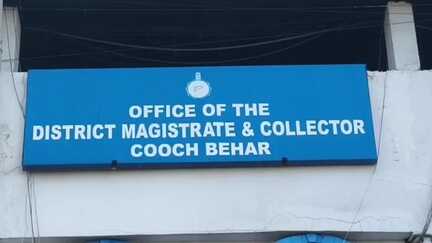 OFFICE OF THE
DISTRICT MAGISTRATE & COLLECTOR
COOCH BEHAR